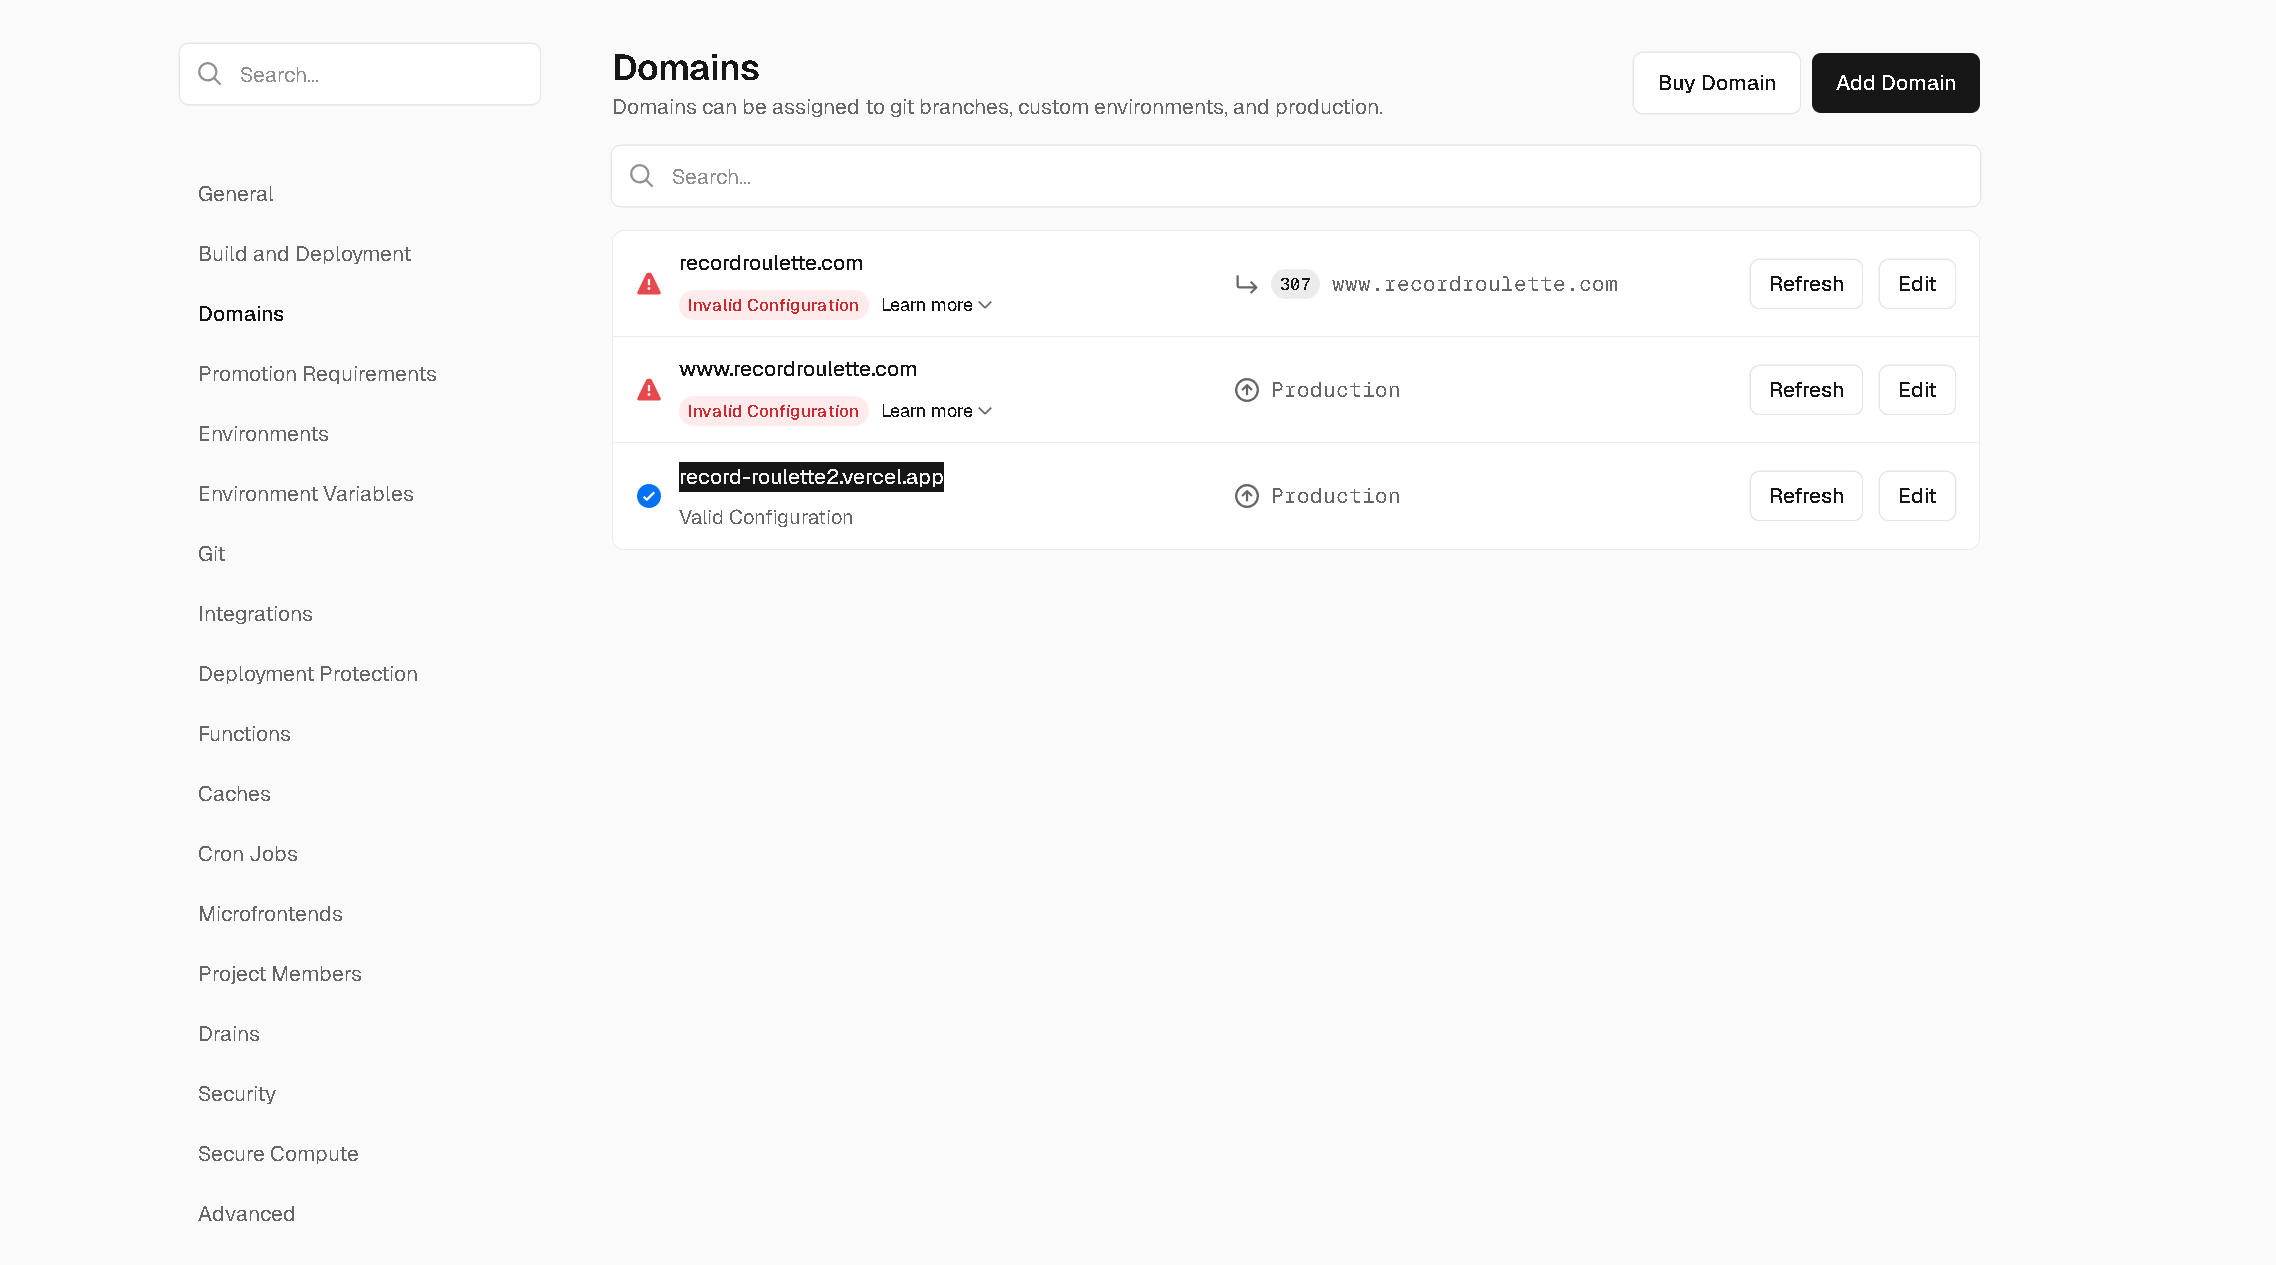 Search...
General
Build and Deployment
Domains
Promotion Requirements
Environments
Environment Variables
Git
Integrations
Deployment Protection
Functions
Caches
Cron Jobs
Microfrontends
Project Members
Drains
Security
Secure Compute
Advanced
Domains
Domains can be assigned to git branches, custom environments, and production.
Buy Domain
Add Domain
Search...
recordroulette.com
Invalid Configuration Learn more
307 www.recordroulette.com
Refresh
Edit
www.recordroulette.com
Invalid Configuration Learn more
Production
Refresh
Edit
record-roulette2.vercel.app
Valid Configuration
Production
Refresh
Edit